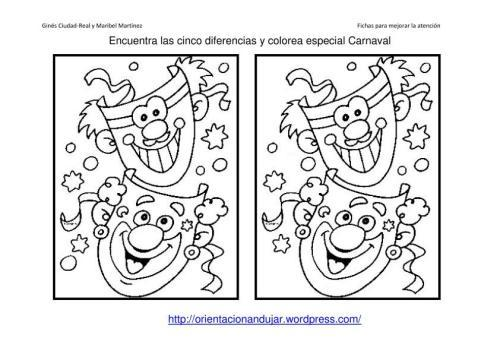 Ginés Ciudad-Real y Maribel Martínez
Fichas para mejorar la atención
Encuentra las cinco diferencias y colorea especial Carnaval
http://orientacionandujar.wordpress.com/